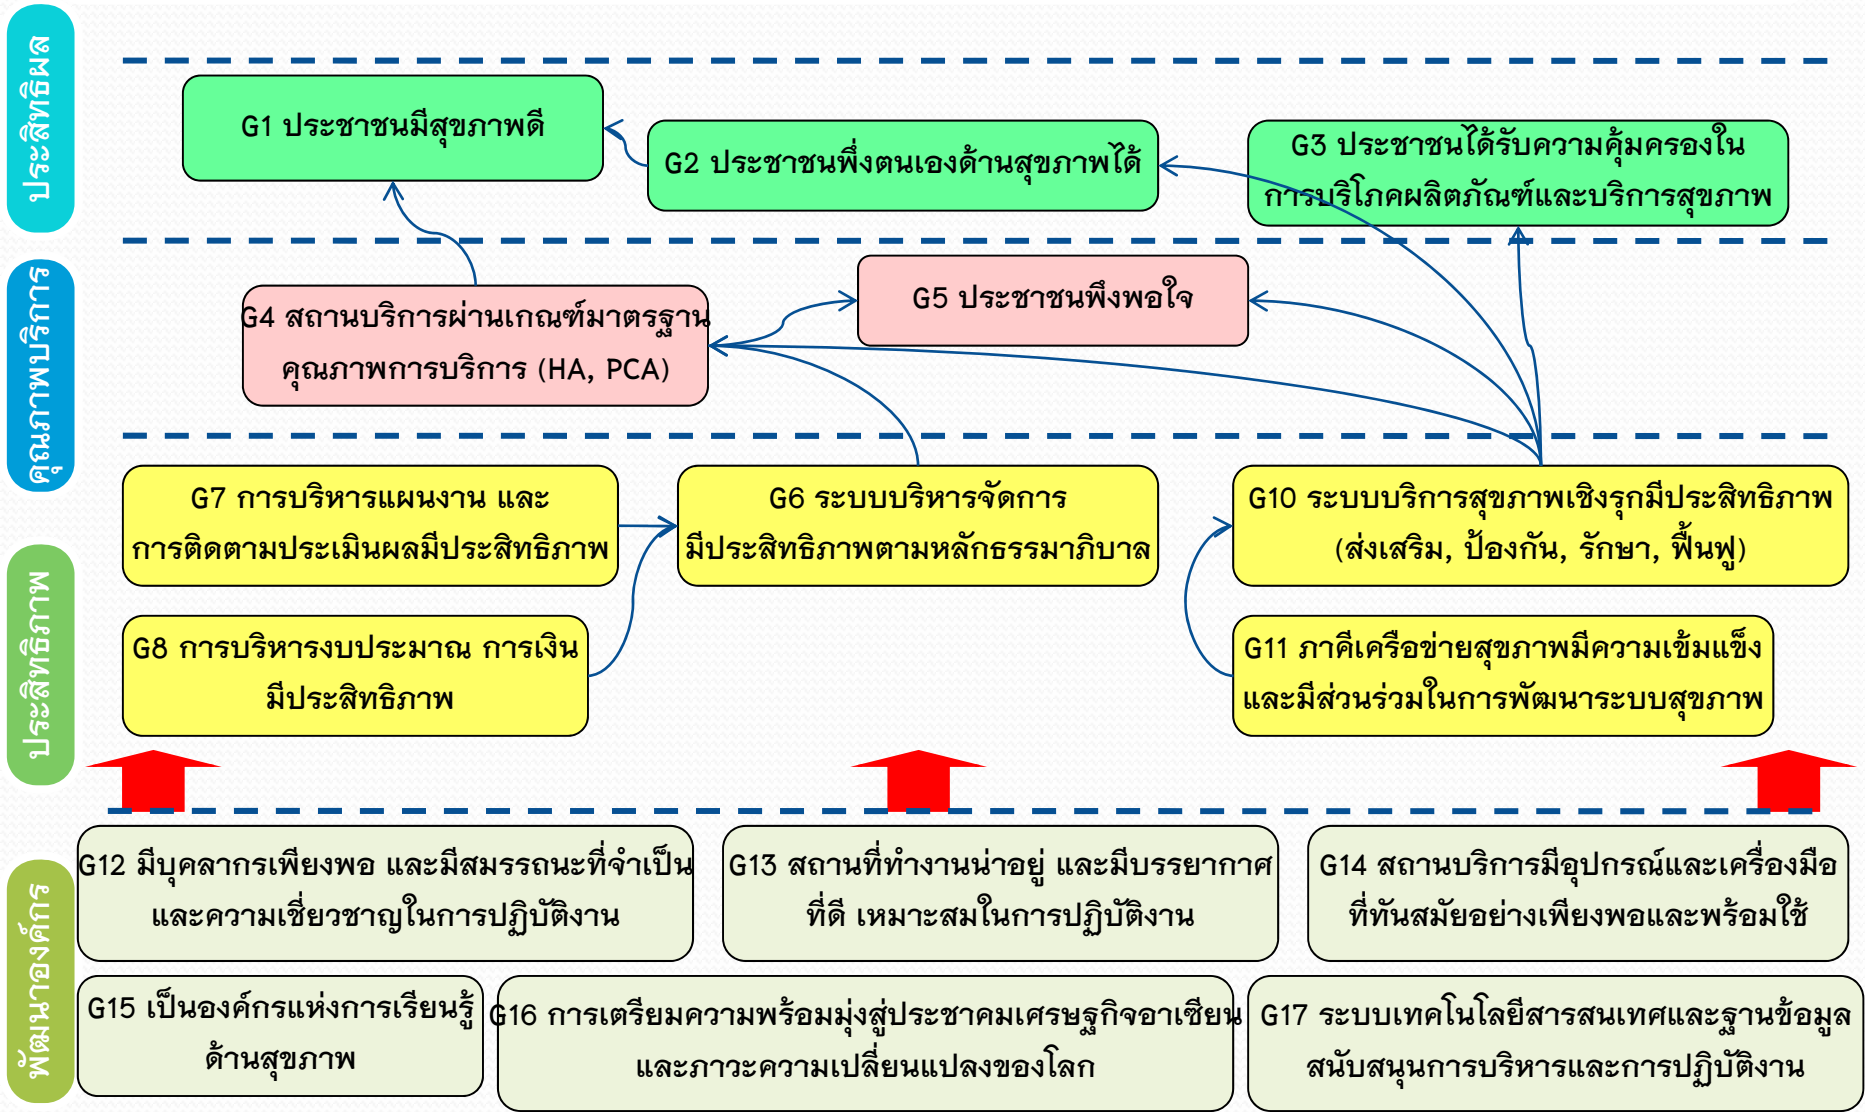 ประสิทธิผล
G1 ประชาชนมีสุขภาพดี
G2 ประชาชนพึ่งตนเองด้านสุขภาพได้
G3 ประชาชนได้รับความคุ้มครองใน
การบริโภคผลิตภัณฑ์และบริการสุขภาพ
คุณภาพบริการ
G4 สถานบริการผ่านเกณฑ์มาตรฐาน
คุณภาพการบริการ (HA, PCA)
G5 ประชาชนพึงพอใจ
ประสิทธิภาพ
G7 การบริหารแผนงาน และ
การติดตามประเมินผลมีประสิทธิภาพ
G6 ระบบบริหารจัดการ
มีประสิทธิภาพตามหลักธรรมาภิบาล
G10 ระบบบริการสุขภาพเชิงรุกมีประสิทธิภาพ
(ส่งเสริม, ป้องกัน, รักษา, ฟื้นฟู)
G8 การบริหารงบประมาณ การเงิน
มีประสิทธิภาพ
G11 ภาคีเครือข่ายสุขภาพมีความเข้มแข็ง
และมีส่วนร่วมในการพัฒนาระบบสุขภาพ
พัฒนาองค์กร
G12 มีบุคลากรเพียงพอ และมีสมรรถนะที่จำเป็น
และความเชี่ยวชาญในการปฏิบัติงาน
G13 สถานที่ทำงานน่าอยู่ และมีบรรยากาศ
ที่ดี เหมาะสมในการปฏิบัติงาน
G14 สถานบริการมีอุปกรณ์และเครื่องมือ
ที่ทันสมัยอย่างเพียงพอและพร้อมใช้
G15 เป็นองค์กรแห่งการเรียนรู้
ด้านสุขภาพ
G16 การเตรียมความพร้อมมุ่งสู่ประชาคมเศรษฐกิจอาเซียน
และภาวะความเปลี่ยนแปลงของโลก
G17 ระบบเทคโนโลยีสารสนเทศและฐานข้อมูล
สนับสนุนการบริหารและการปฏิบัติงาน